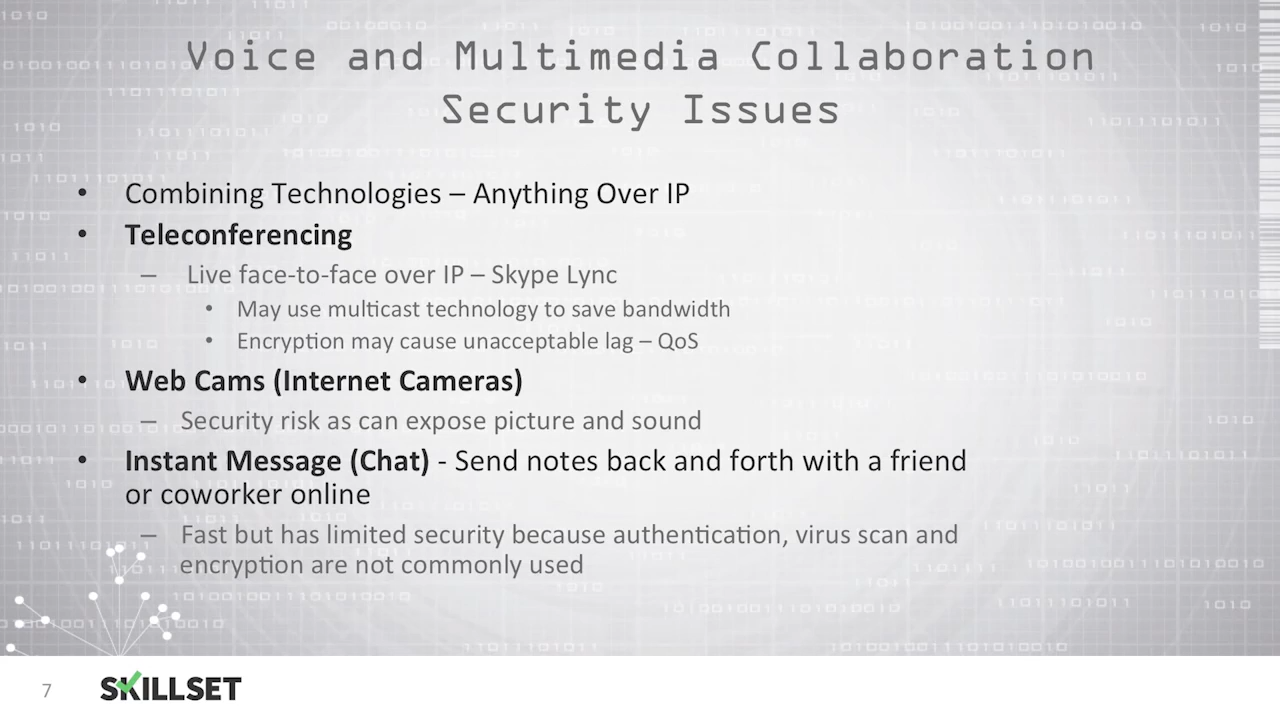 Voice and Multimedia Collaboration
Security Issues
• Combining Technologies – Anything Over IP
• Teleconferencing
– Live face-to-face over IP – Skype Lync
• May use multicast technology to save bandwidth
• Encryption may cause unacceptable lag – QoS
• Web Cams (Internet Cameras)
– Security risk as can expose picture and sound
• Instant Message (Chat) - Send notes back and forth with a friend
or coworker online
– Fast but has limited security because authentication, virus scan and
encryption are not commonly used
7
SKILLSET